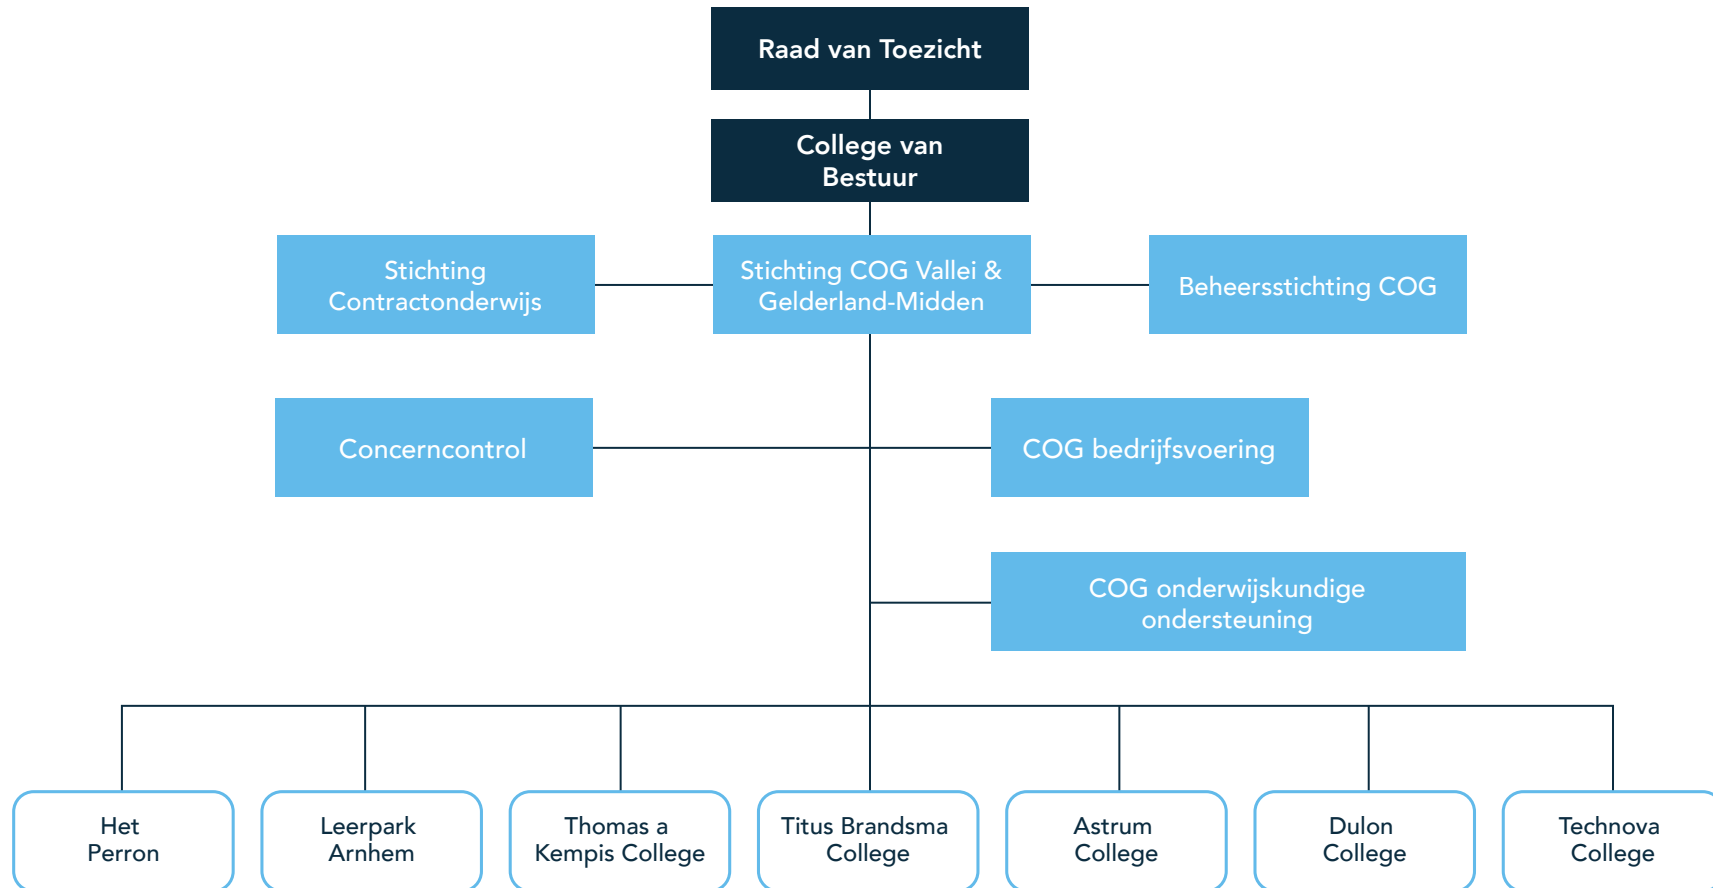 Raad van Toezicht
College van
Bestuur
Stichting
Contractonderwijs
Stichting COG Vallei &
Gelderland-Midden
Beheersstichting COG
Concerncontrol
COG bedrijfsvoering
COG onderwijskundige
ondersteuning
Het
Perron
Leerpark
Arnhem
Thomas a
Kempis College
Titus Brandsma
College
Astrum
College
Dulon
College
Technova
College